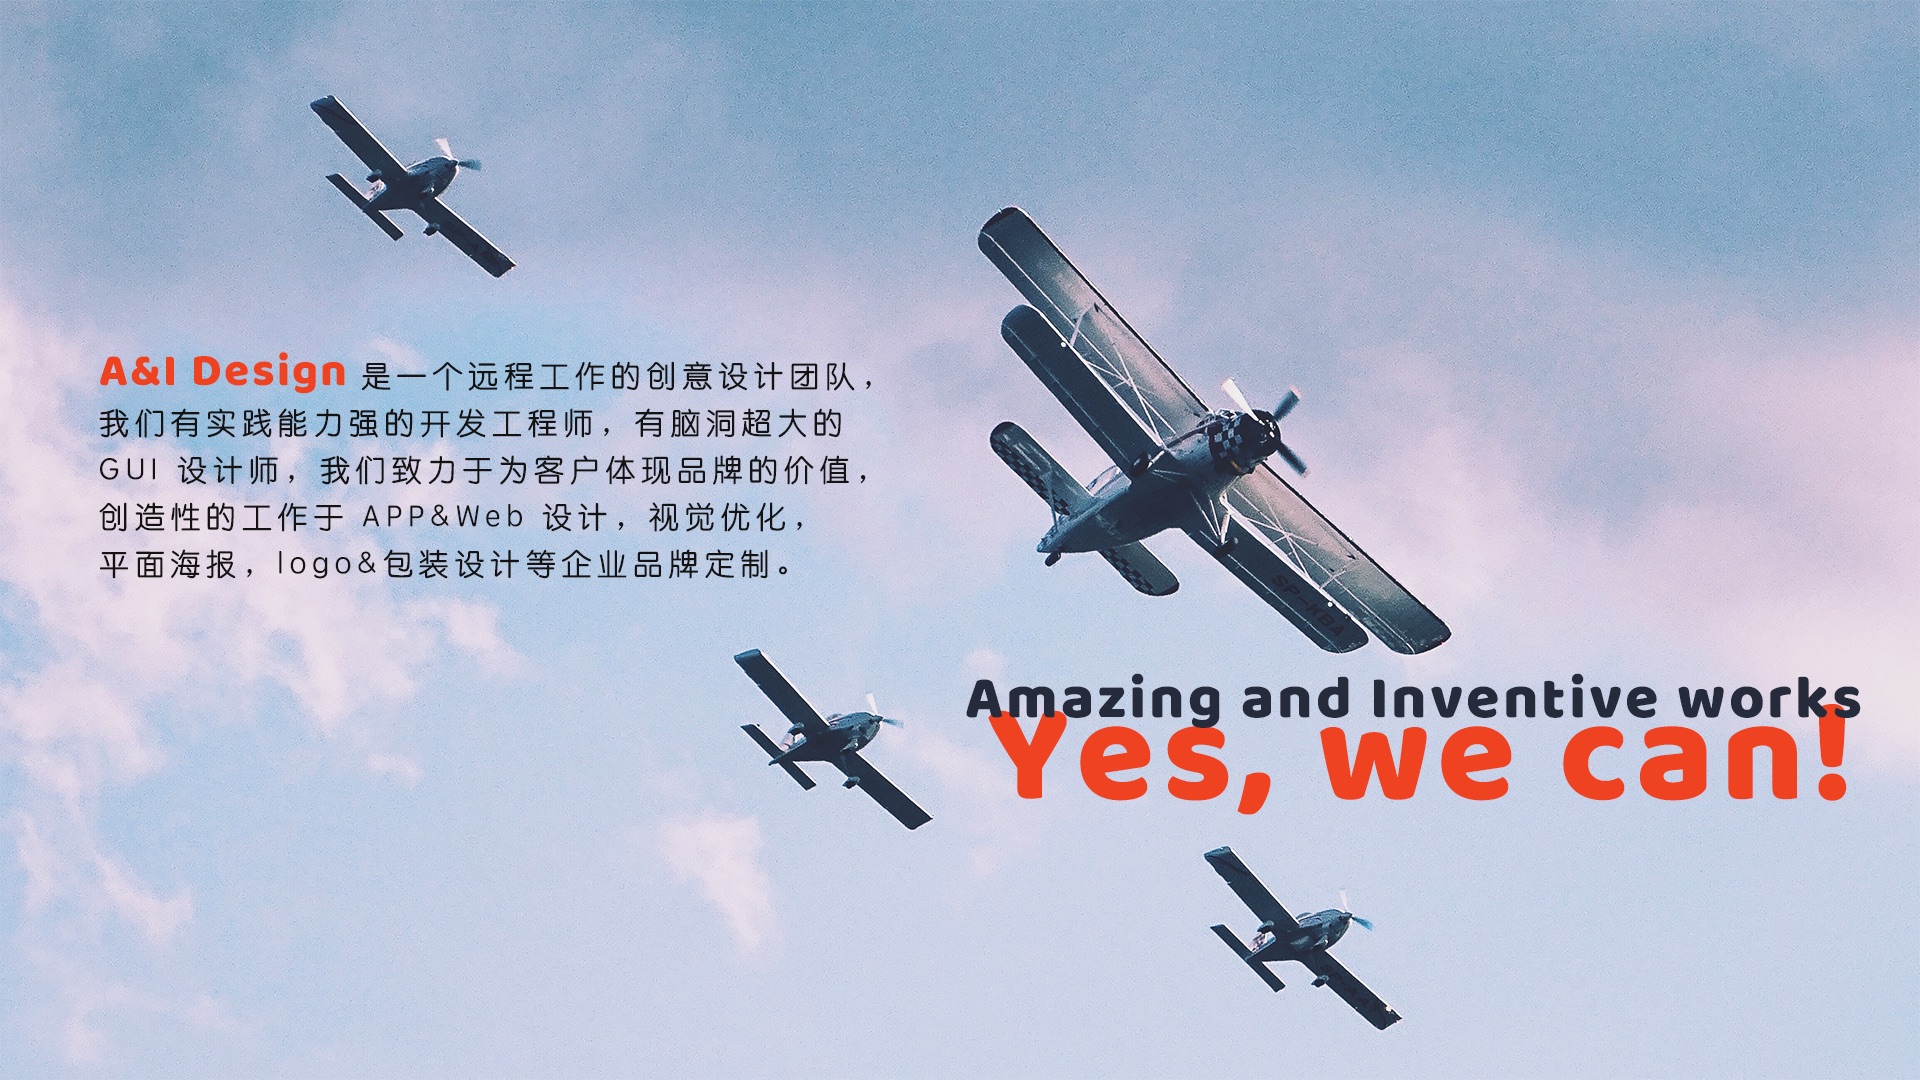 A&I Design 是一个远程工作的创意设计团队，
我们有实践能力强的开发工程师，有脑洞超大的
GUI 设计师，我们致力于为客户体现品牌的价值，
创造性的工作于 APP&Web 设计，视觉优化，
平面海报，logo&包装设计等企业品牌定制。
SP-KBA
Amazing and Inventive works
Yes, we can!